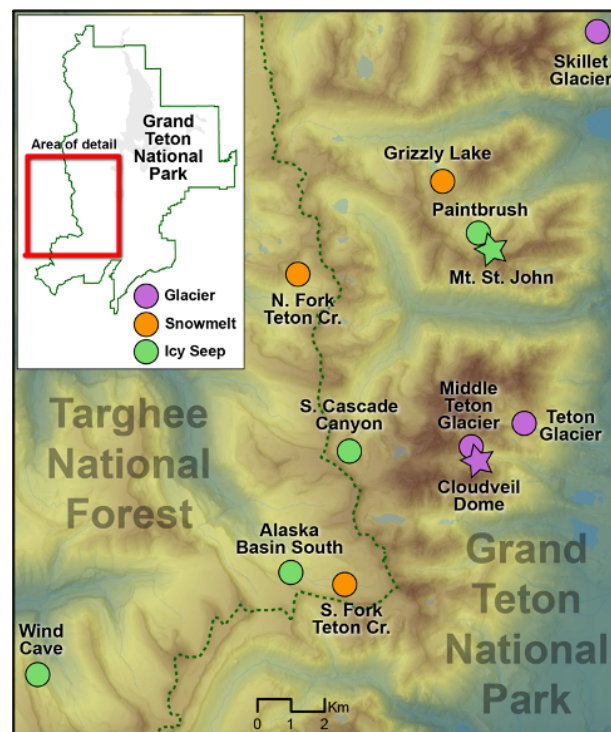 Grand
Teton
National
Park
Area of detail
Glacier
Snowmelt
Icy Seep
Skillet
Glacier
Grizzly Lake
Paintbrush
Mt. St. John
N. Fork
Teton Cr.
S. Cascade
Canyon
Middle
Teton
Glacier
Teton
Glacier
Cloudveil
Dome
Targhee
National
Forest
Alaska
Basin South
S. Fork
Teton Cr.
Grand
Teton
National
Park
Wind
Cave
Km
0 1 2